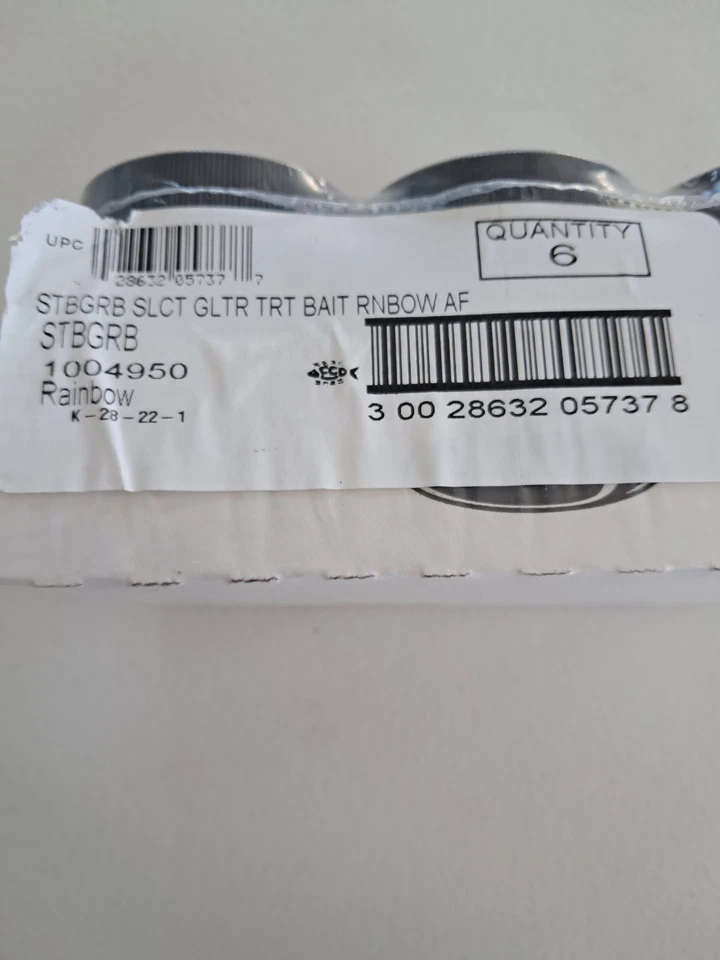 UPC
QUANTITY
6
28632 05737 7
STBGRB SLCT GLTR TRT BAIT RNBOW AF
STBGRB
1004950
Rainbow
K-28-22-1
3 00 28632 05737 8